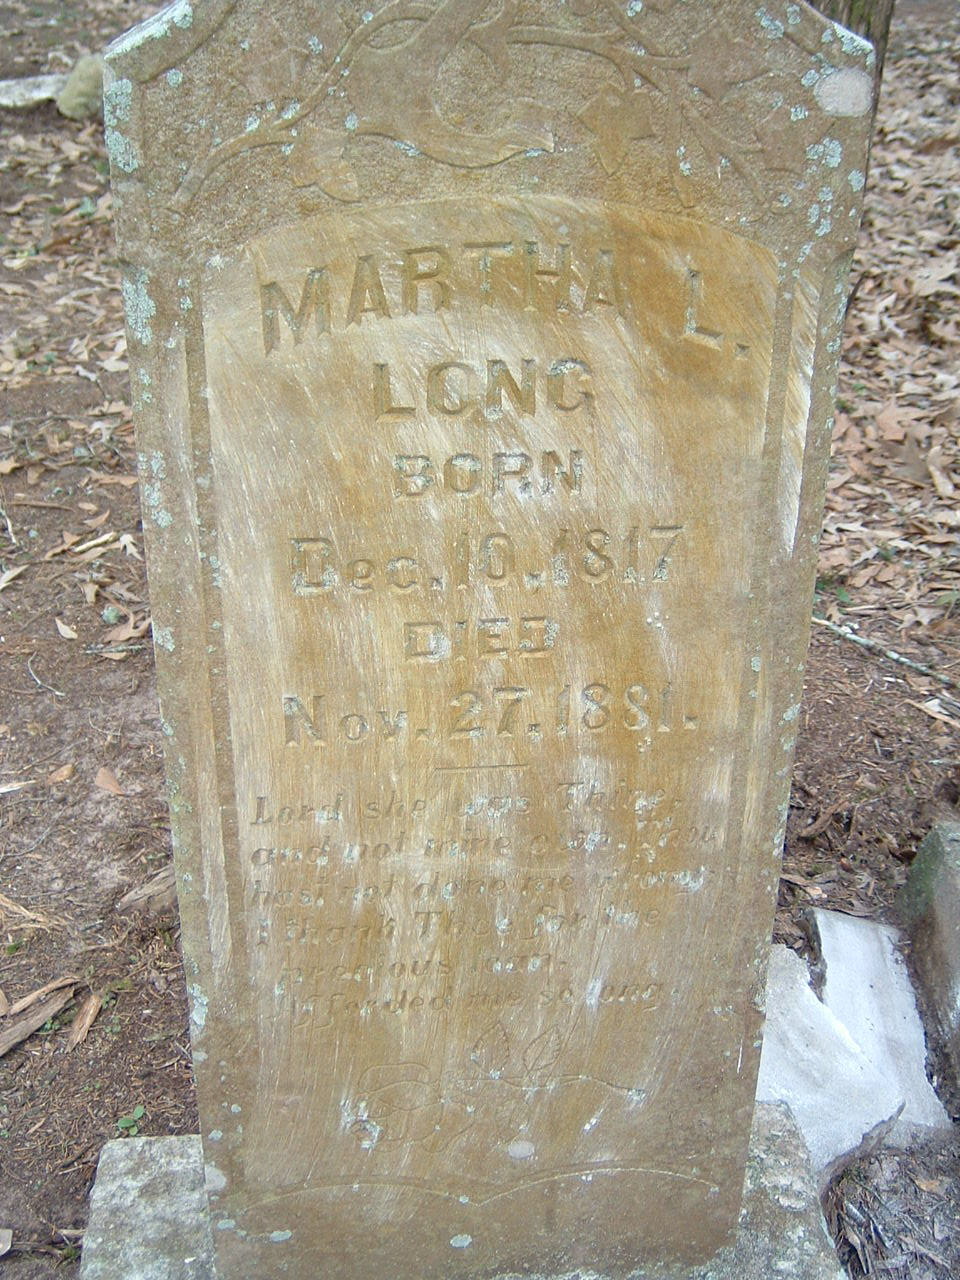 MARTHA L.
LONG
BORN
Dec. 10, 1817
DIED
Nov. 27, 1881.
Lord she was Thine,
and not mine own, Thou
hast not done me wrong
I thank Thee for the
precious loan,
Afforded me so long.